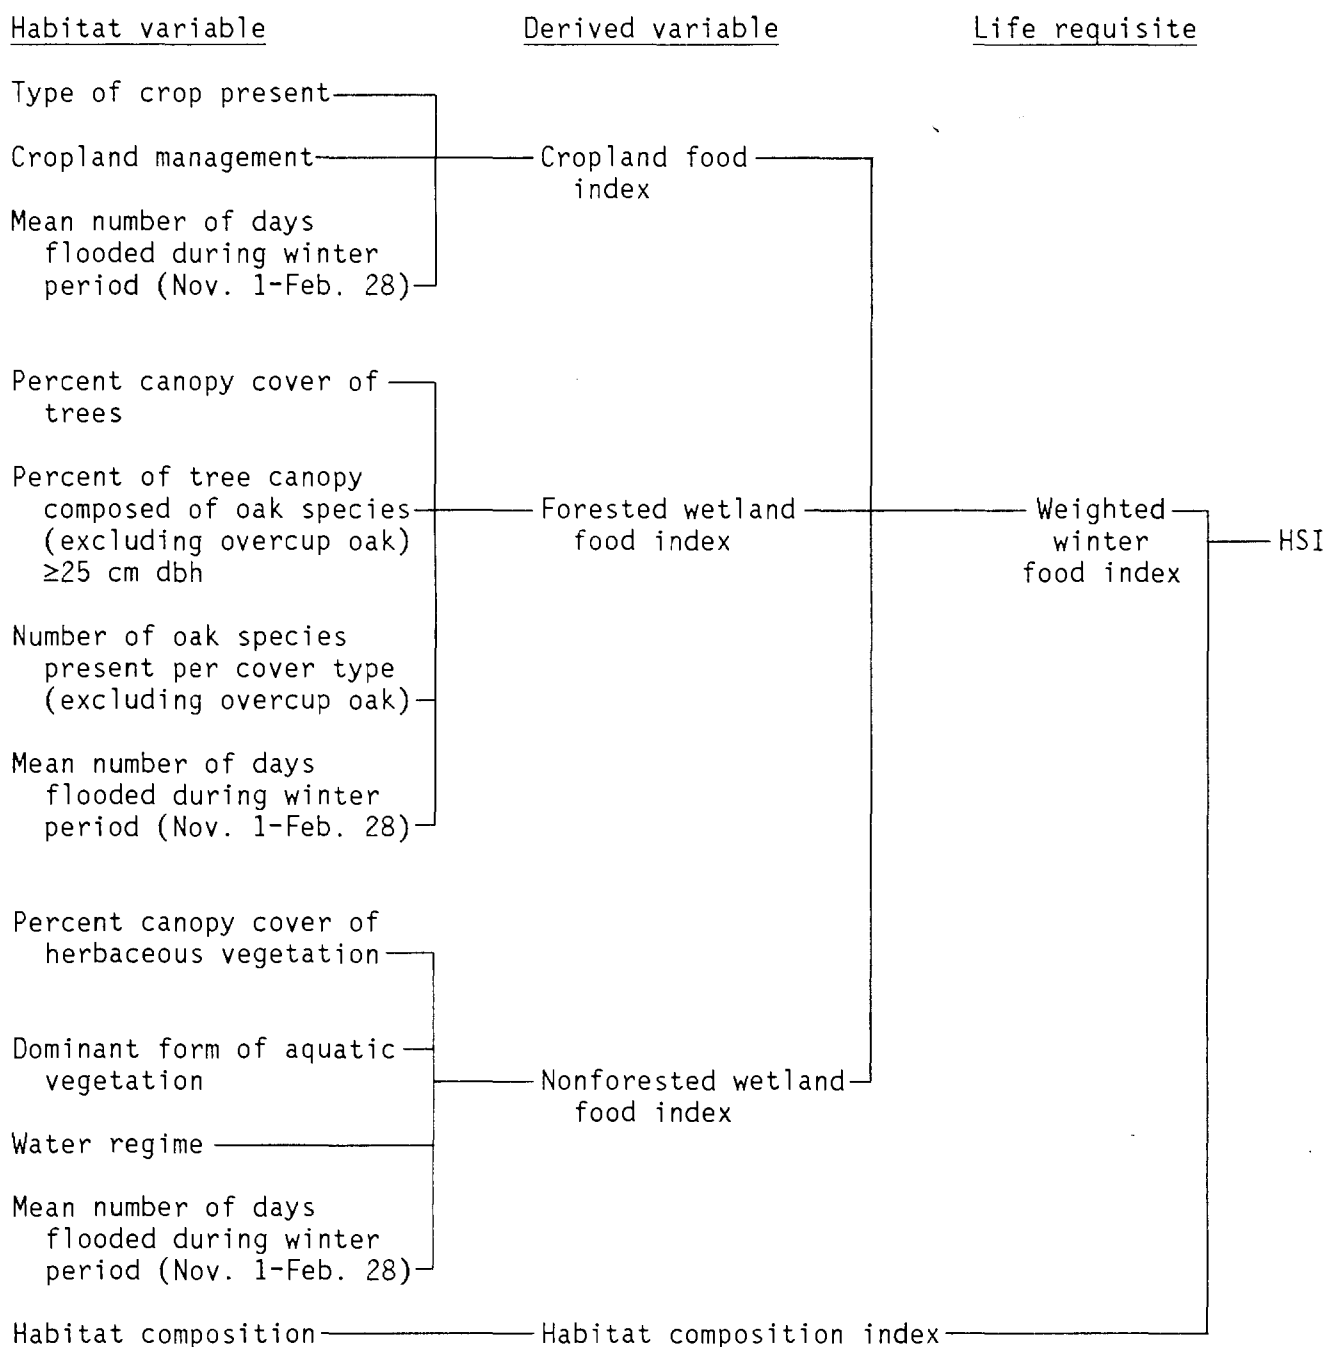 Habitat variable
Derived variable
Life requisite
Type of crop present
Cropland management
Cropland food
index
Mean number of days
flooded during winter
period (Nov. 1-Feb. 28)
Percent canopy cover of
trees
Percent of tree canopy
composed of oak species
(excluding overcup oak)
≥25 cm dbh
Forested wetland
food index
Weighted
winter
food index
HSI
Number of oak species
present per cover type
(excluding overcup oak)
Mean number of days
flooded during winter
period (Nov. 1-Feb. 28)
Percent canopy cover of
herbaceous vegetation
Dominant form of aquatic
vegetation
Nonforested wetland
food index
Water regime
Mean number of days
flooded during winter
period (Nov. 1-Feb. 28)
Habitat composition
Habitat composition index